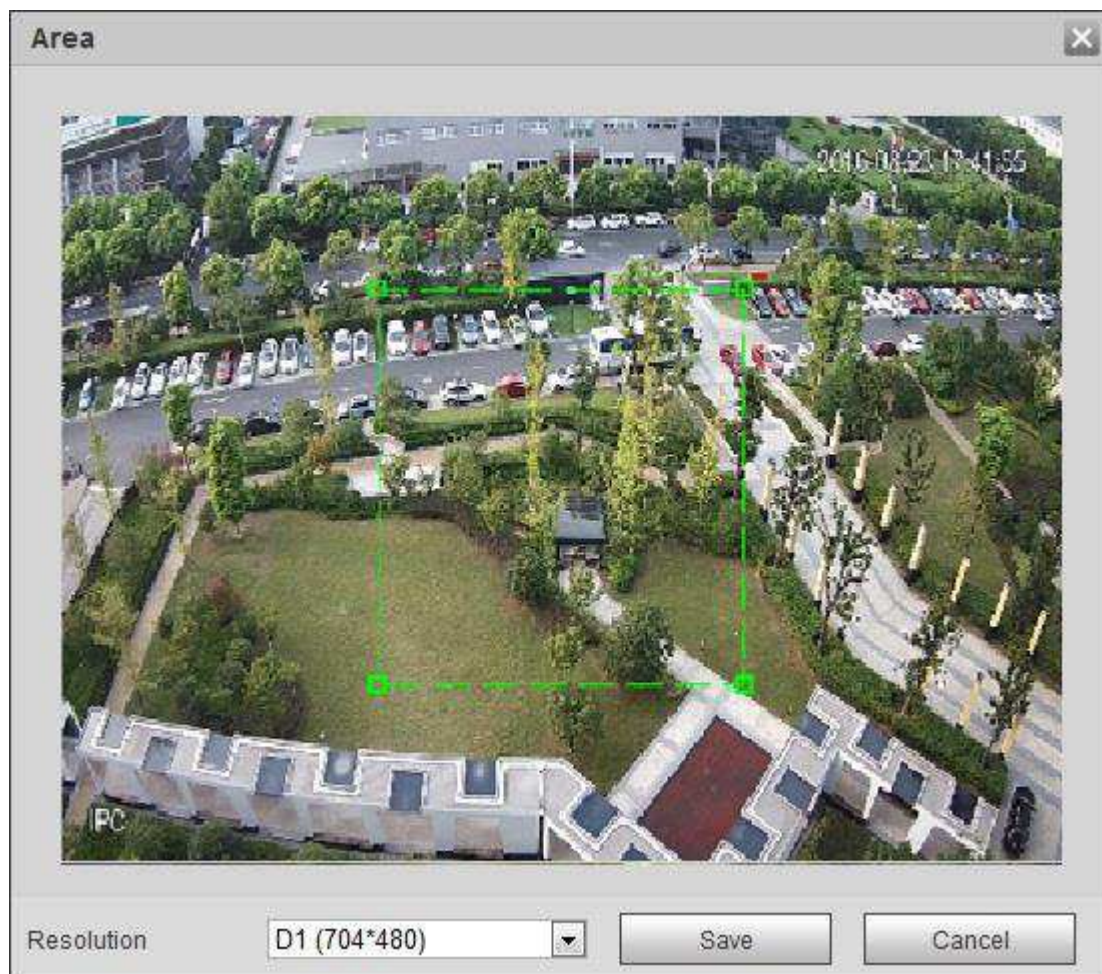 Area
2016-08-23 17:41:55
IPC
Resolution
D1 (704*480)
Save
Cancel